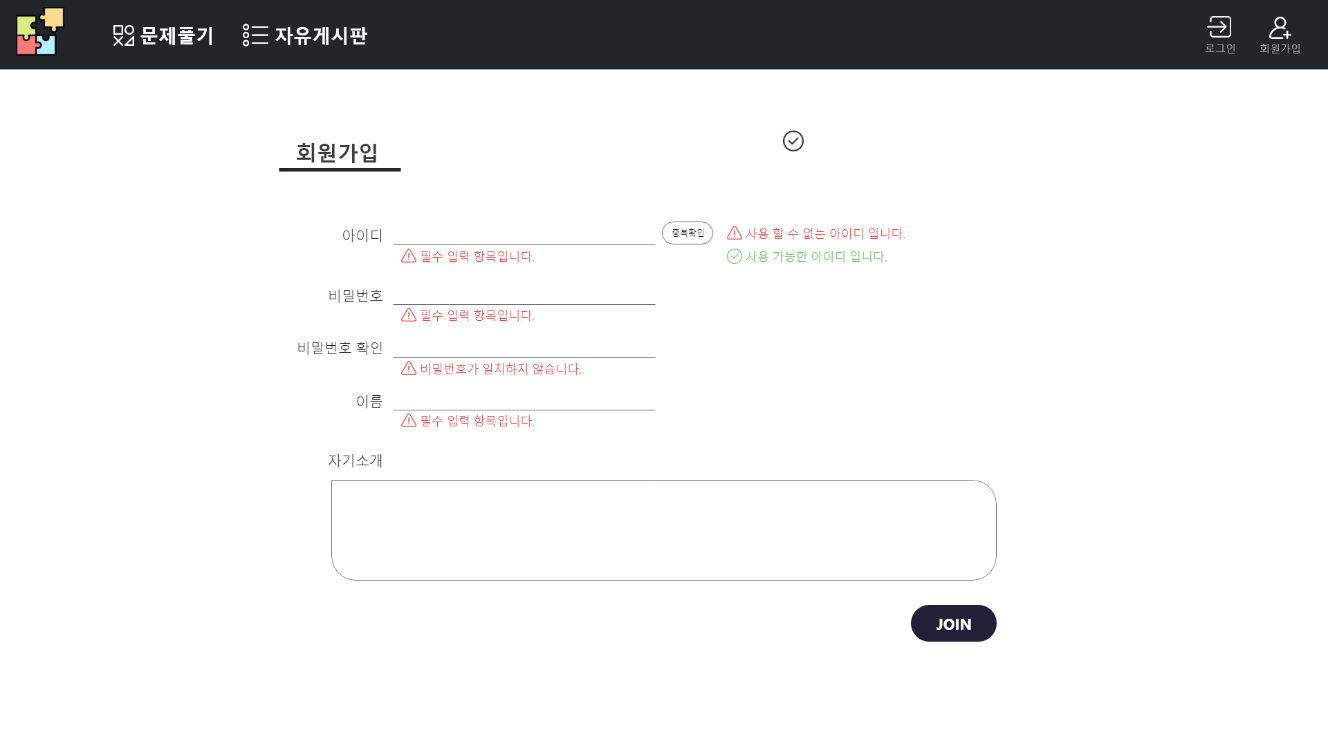 문제풀기
자유게시판
로그인
회원가입
회원가입
아이디
중복확인
사용 할 수 없는 아이디 입니다.
필수 입력 항목입니다.
사용 가능한 아이디 입니다.
비밀번호
필수 입력 항목입니다.
비밀번호 확인
비밀번호가 일치하지 않습니다.
이름
필수 입력 항목입니다.
자기소개
JOIN